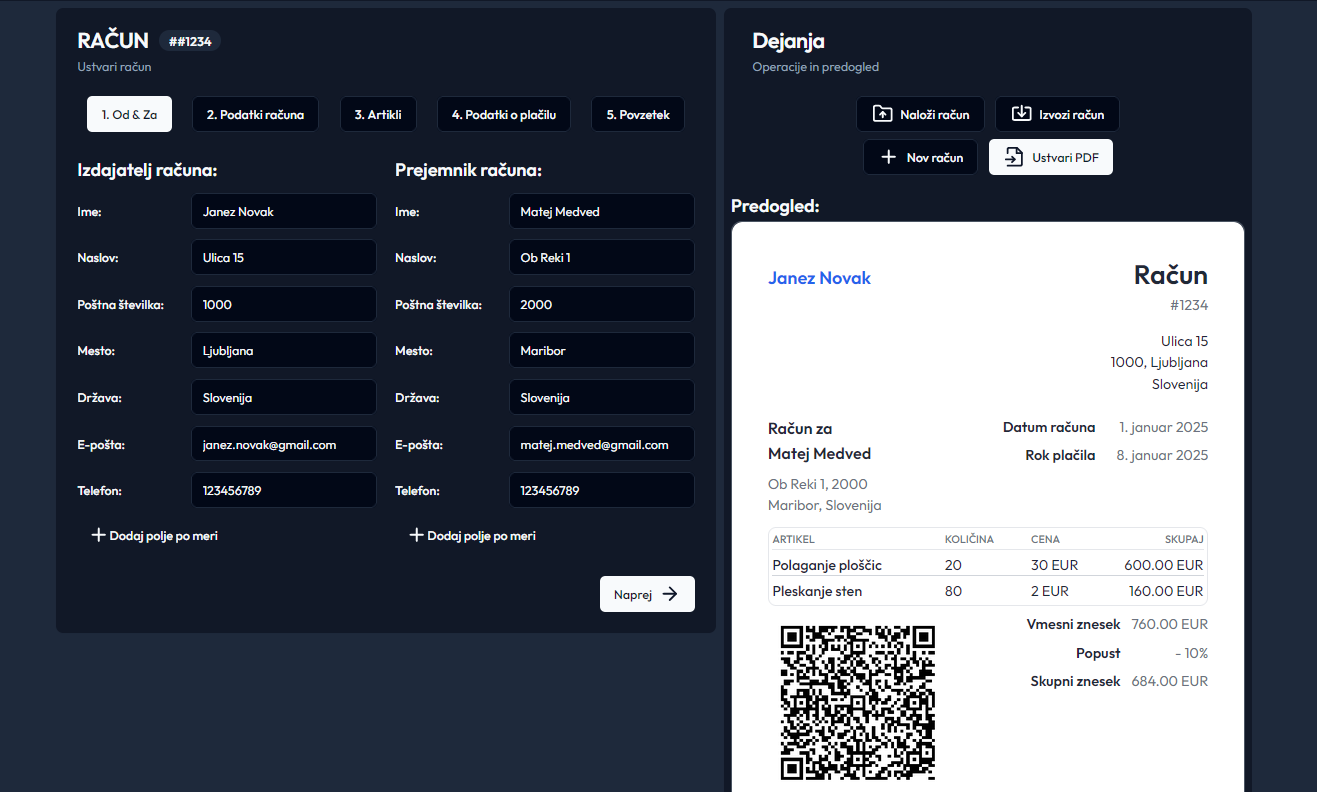 RAČUN ##1234
Ustvari račun
1. Od & Za
2. Podatki računa
3. Artikli
4. Podatki o plačilu
5. Povzetek
Izdajatelj računa:
Ime: Janez Novak
Naslov: Ulica 15
Poštna številka: 1000
Mesto: Ljubljana
Država: Slovenija
E-pošta: janez.novak@gmail.com
Telefon: 123456789
Dodaj polje po meri
Prejemnik računa:
Ime: Matej Medved
Naslov: Ob Reki 1
Poštna številka: 2000
Mesto: Maribor
Država: Slovenija
E-pošta: matej.medved@gmail.com
Telefon: 123456789
Dodaj polje po meri
Naprej
Dejanja
Operacije in predogled
Naloži račun
Izvozi račun
Nov račun
Ustvari PDF
Predogled:
Janez Novak
Račun
#1234
Ulica 15
1000, Ljubljana
Slovenija
Račun za
Matej Medved
Ob Reki 1, 2000
Maribor, Slovenija
Datum računa 1. januar 2025
Rok plačila 8. januar 2025
ARTIKEL KOLIČINA CENA SKUPAJ
Polaganje ploščic 20 30 EUR 600.00 EUR
Pleskanje sten 80 2 EUR 160.00 EUR
Vmesni znesek 760.00 EUR
Popust - 10%
Skupni znesek 684.00 EUR